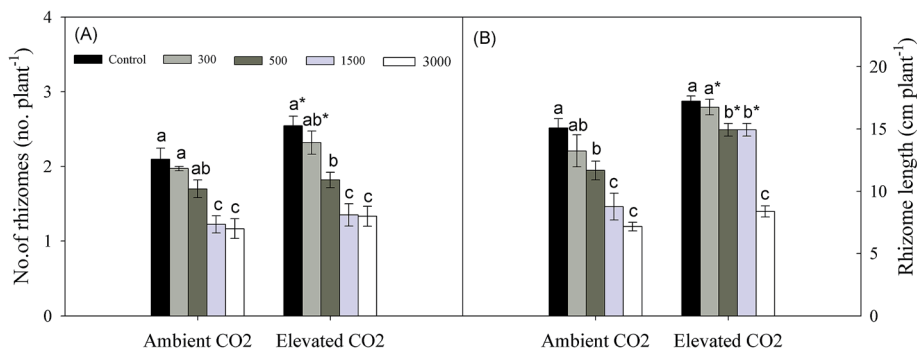 (A)
Control 300 500 1500 3000
a a ab c c
a* ab* b c c
No.of rhizomes (no. plant-1)
4
3
2
1
0
Ambient CO2 Elevated CO2
(B)
a ab b c c
a a* b* b* c
Rhizome length (cm plant-1)
20
15
10
5
0
Ambient CO2 Elevated CO2